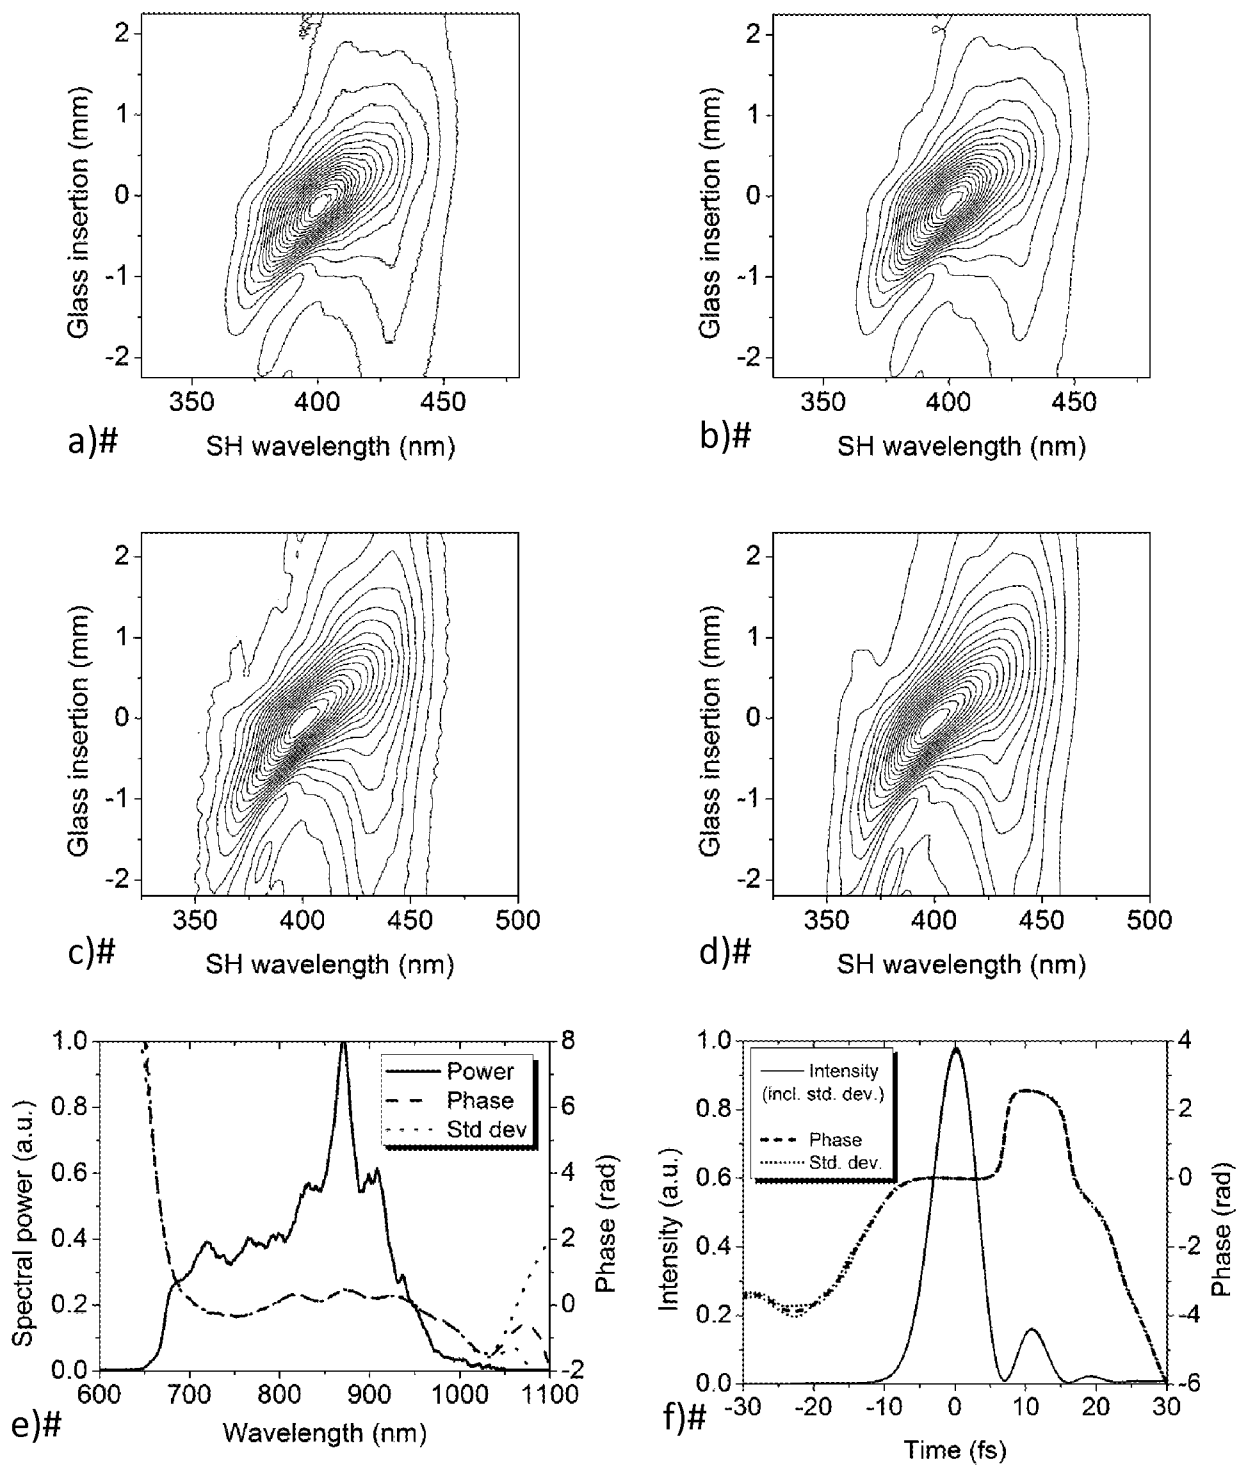 2
1
0
-1
-2
Glass insertion (mm)
350
400
450
SH wavelength (nm)
a)#
2
1
0
-1
-2
Glass insertion (mm)
350
400
450
SH wavelength (nm)
b)#
2
1
0
-1
-2
Glass insertion (mm)
350
400
450
500
SH wavelength (nm)
c)#
2
1
0
-1
-2
Glass insertion (mm)
350
400
450
500
SH wavelength (nm)
d)#
1.0
0.8
0.6
0.4
0.2
0.0
Spectral power (a.u.)
Power
Phase
Std dev
8
6
4
2
0
-2
Phase (rad)
600
700
800
900
1000
1100
Wavelength (nm)
e)#
1.0
0.8
0.6
0.4
0.2
0.0
Intensity (a.u.)
Intensity
(incl. std. dev.)
Phase
Std. dev.
4
2
0
-2
-4
-6
Phase (rad)
-30
-20
-10
0
10
20
30
Time (fs)
f)#